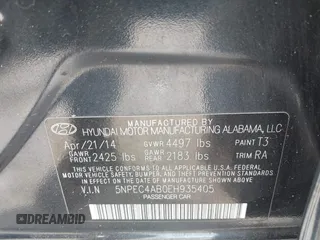 MANUFACTURED BY
HYUNDAI MOTOR MANUFACTURING ALABAMA, LLC
Apr/21/14 GVWR 4497 lbs PAINT T3
GAWR FRONT 2425 lbs GAWR REAR 2183 lbs TRIM RA
THIS VEHICLE CONFORMS TO ALL APPLICABLE U.S.A. FEDERAL
MOTOR VEHICLE SAFETY, BUMPER, AND THEFT PREVENTION
STANDARDS IN EFFECT ON THE DATE OF MANUFACTURE
SHOWN ABOVE.
V.I.N 5NPEC4AB0EH935405
PASSENGER CAR